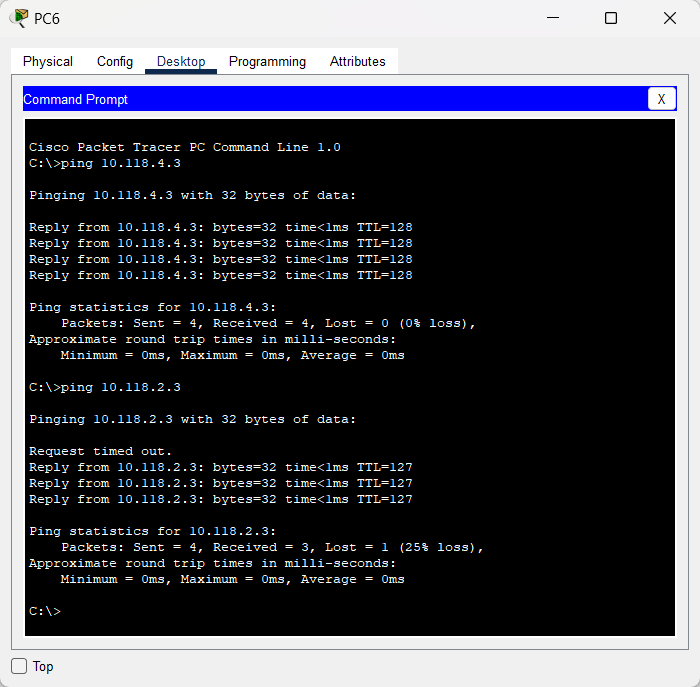 PC6
Physical Config Desktop Programming Attributes
Command Prompt X
Cisco Packet Tracer PC Command Line 1.0
C:\>ping 10.118.4.3
Pinging 10.118.4.3 with 32 bytes of data:
Reply from 10.118.4.3: bytes=32 time<1ms TTL=128
Reply from 10.118.4.3: bytes=32 time<1ms TTL=128
Reply from 10.118.4.3: bytes=32 time<1ms TTL=128
Reply from 10.118.4.3: bytes=32 time<1ms TTL=128
Ping statistics for 10.118.4.3:
Packets: Sent = 4, Received = 4, Lost = 0 (0% loss),
Approximate round trip times in milli-seconds:
Minimum = 0ms, Maximum = 0ms, Average = 0ms
C:\>ping 10.118.2.3
Pinging 10.118.2.3 with 32 bytes of data:
Request timed out.
Reply from 10.118.2.3: bytes=32 time<1ms TTL=127
Reply from 10.118.2.3: bytes=32 time<1ms TTL=127
Reply from 10.118.2.3: bytes=32 time<1ms TTL=127
Ping statistics for 10.118.2.3:
Packets: Sent = 4, Received = 3, Lost = 1 (25% loss),
Approximate round trip times in milli-seconds:
Minimum = 0ms, Maximum = 0ms, Average = 0ms
C:\>
Top